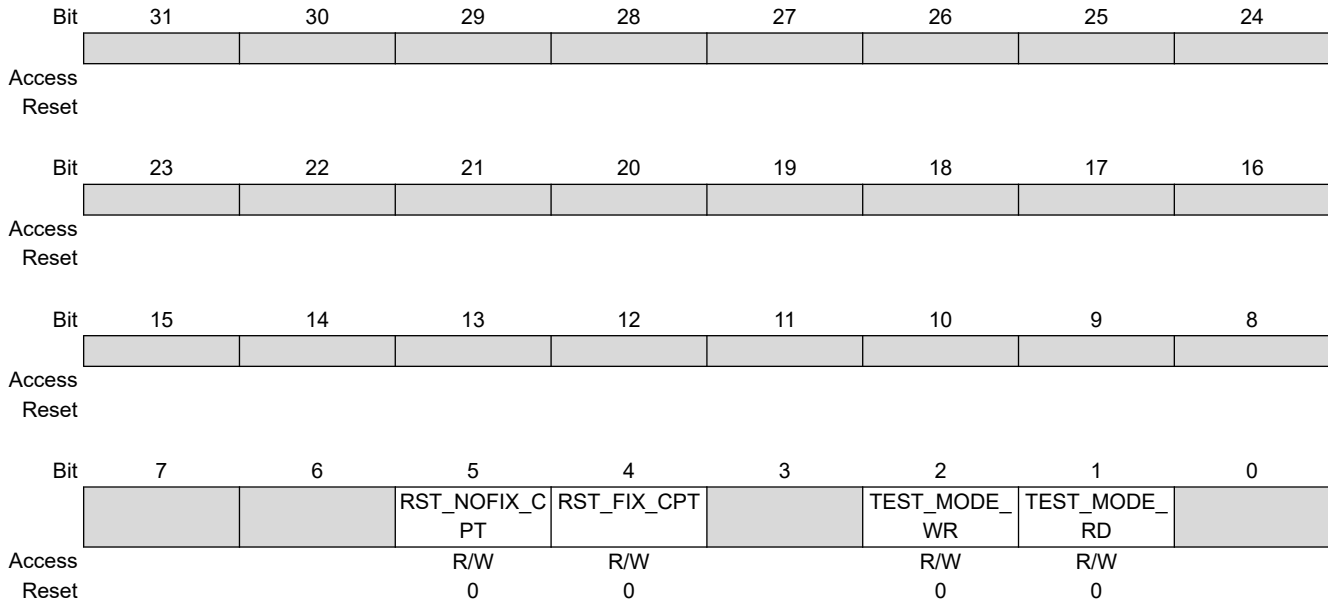 Bit 31 30 29 28 27 26 25 24
Access
Reset
Bit 23 22 21 20 19 18 17 16
Access
Reset
Bit 15 14 13 12 11 10 9 8
Access
Reset
Bit 7 6 5 4 3 2 1 0
RST_NOFIX_C RST_FIX_CPT TEST_MODE_ TEST_MODE_
PT WR RD
Access R/W R/W R/W R/W
Reset 0 0 0 0